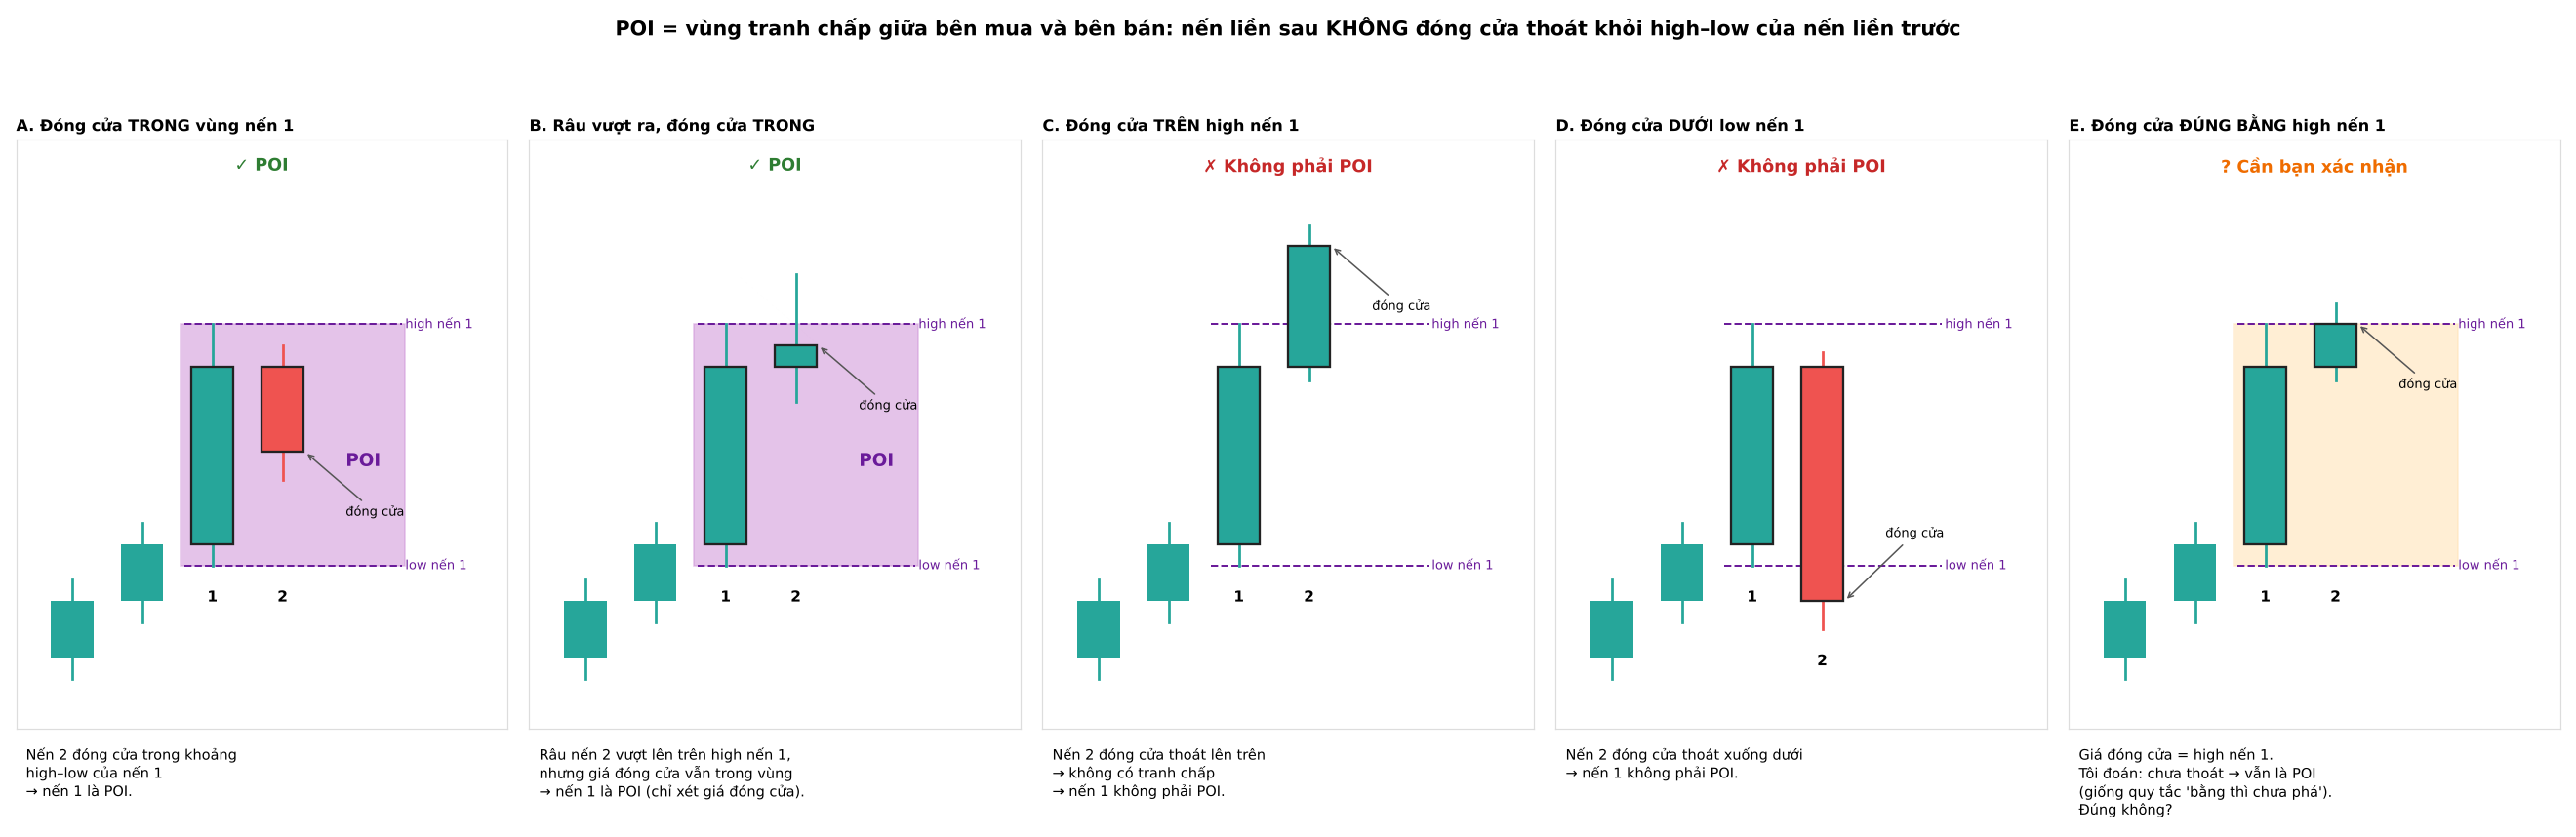 POI = vùng tranh chấp giữa bên mua và bên bán: nến liền sau KHÔNG đóng cửa thoát khỏi high–low của nến liền trước
A. Đóng cửa TRONG vùng nến 1
✓ POI
high nến 1
POI
đóng cửa
low nến 1
1
2
Nến 2 đóng cửa trong khoảng
high–low của nến 1
→ nến 1 là POI.
B. Râu vượt ra, đóng cửa TRONG
✓ POI
high nến 1
đóng cửa
POI
low nến 1
1
2
Râu nến 2 vượt lên trên high nến 1,
nhưng giá đóng cửa vẫn trong vùng
→ nến 1 là POI (chỉ xét giá đóng cửa).
C. Đóng cửa TRÊN high nến 1
✗ Không phải POI
đóng cửa
high nến 1
low nến 1
1
2
Nến 2 đóng cửa thoát lên trên
→ không có tranh chấp
→ nến 1 không phải POI.
D. Đóng cửa DƯỚI low nến 1
✗ Không phải POI
high nến 1
đóng cửa
low nến 1
1
2
Nến 2 đóng cửa thoát xuống dưới
→ nến 1 không phải POI.
E. Đóng cửa ĐÚNG BẰNG high nến 1
? Cần bạn xác nhận
high nến 1
đóng cửa
low nến 1
1
2
Giá đóng cửa = high nến 1.
Tôi đoán: chưa thoát → vẫn là POI
(giống quy tắc 'bằng thì chưa phá').
Đúng không?